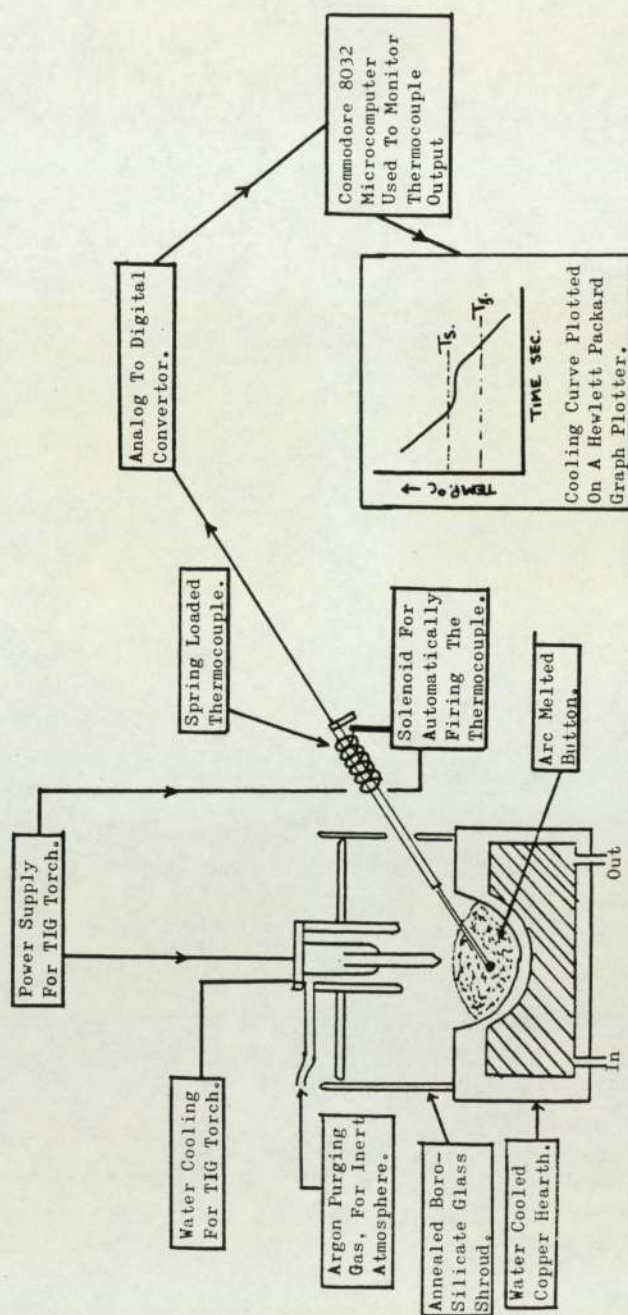 Power Supply
For TIG Torch.
Water Cooling
For TIG Torch.
Argon Purging
Gas, For Inert
Atmosphere.
Annealed Boro-
Silicate Glass
Shroud.
Water Cooled
Copper Hearth.
In
Out
Arc Melted
Button.
Solenoid For
Automatically
Firing The
Thermocouple.
Spring Loaded
Thermocouple.
Analog To Digital
Convertor.
Commodore 8032
Microcomputer
Used To Monitor
Thermocouple
Output
TEMP. °C →
Ts.
Tf.
TIME SEC.
Cooling Curve Plotted
On A Hewlett Packard
Graph Plotter.